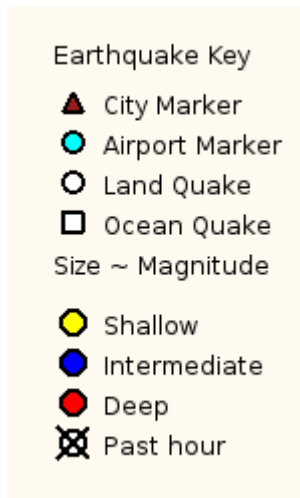 Earthquake Key
City Marker
Airport Marker
Land Quake
Ocean Quake
Size ~ Magnitude
Shallow
Intermediate
Deep
Past hour